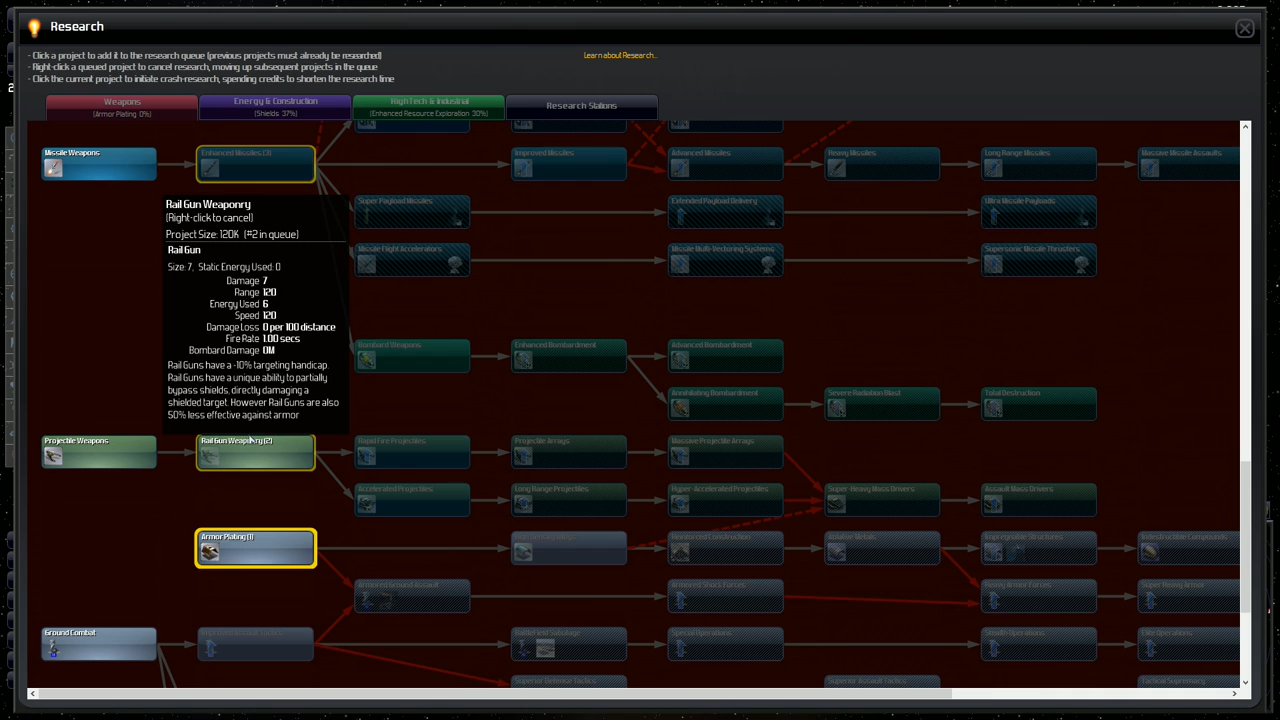 Research
- Click a project to add it to the research queue (previous projects must already be researched)
Learn about Research...
- Right-click a queued project to cancel research, moving up subsequent projects in the queue
- Click the current project to initiate crash-research, spending credits to shorten the research time
Weapons
(Armor Plating 0%)
Energy & Construction
(Shields 37%)
HighTech & Industrial
(Enhanced Resource Exploration 30%)
Research Stations
Missile Weapons
Enhanced Missiles (3)
Improved Missiles
Advanced Missiles
Heavy Missiles
Long Range Missiles
Massive Missile Assaults
Super Payload Missiles
Extended Payload Delivery
Ultra Missile Payloads
Missile Flight Accelerators
Missile Multi-Vectoring Systems
Supersonic Missile Thrusters
Rail Gun Weaponry
(Right-click to cancel)
Project Size: 120K (#2 in queue)
Rail Gun
Size: 7, Static Energy Used: 0
Damage 7
Range 120
Energy Used 6
Speed 120
Damage Loss 0 per 100 distance
Fire Rate 1.00 secs
Bombard Damage 0M
Rail Guns have a -10% targeting handicap.
Rail Guns have a unique ability to partially
bypass shields, directly damaging a
shielded target. However Rail Guns are also
50% less effective against armor
Bombard Weapons
Enhanced Bombardment
Advanced Bombardment
Annihilating Bombardment
Severe Radiation Blast
Total Destruction
Projectile Weapons
Rail Gun Weaponry (2)
Rapid Fire Projectiles
Projectile Arrays
Massive Projectile Arrays
Accelerated Projectiles
Long Range Projectiles
Hyper-Accelerated Projectiles
Super-Heavy Mass Drivers
Assault Mass Drivers
Armor Plating (1)
Reinforced Construction
Ablative Metals
Impregnable Structures
Indestructible Compounds
Armored Ground Assault
Armored Shock Forces
Heavy Armor Forces
Super Heavy Armor
Ground Combat
Improved Assault Tactics
Battlefield Sabotage
Special Operations
Stealth Operations
Elite Operations
Superior Defense Tactics
Superior Assault Tactics
Tactical Supremacy